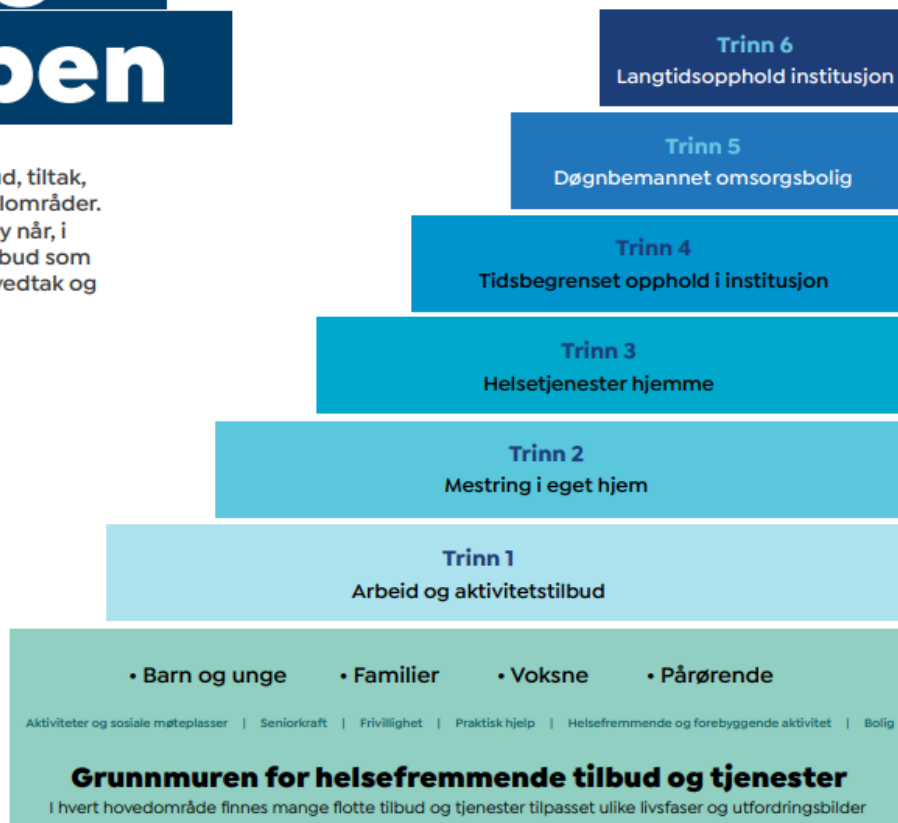 pen
d, tiltak,
lområder.
y når, i
bud som
vedtak og
Trinn 6
Langtidsopphold institusjon
Trinn 5
Døgnbemannet omsorgsbolig
Trinn 4
Tidsbegrenset opphold i institusjon
Trinn 3
Helsetjenester hjemme
Trinn 2
Mestring i eget hjem
Trinn 1
Arbeid og aktivitetstilbud
• Barn og unge • Familier • Voksne • Pårørende
Aktiviteter og sosiale møteplasser | Seniorkraft | Frivillighet | Praktisk hjelp | Helsefremmende og forebyggende aktivitet | Bolig
Grunnmuren for helsefremmende tilbud og tjenester
I hvert hovedområde finnes mange flotte tilbud og tjenester tilpasset ulike livsfaser og utfordringsbilder